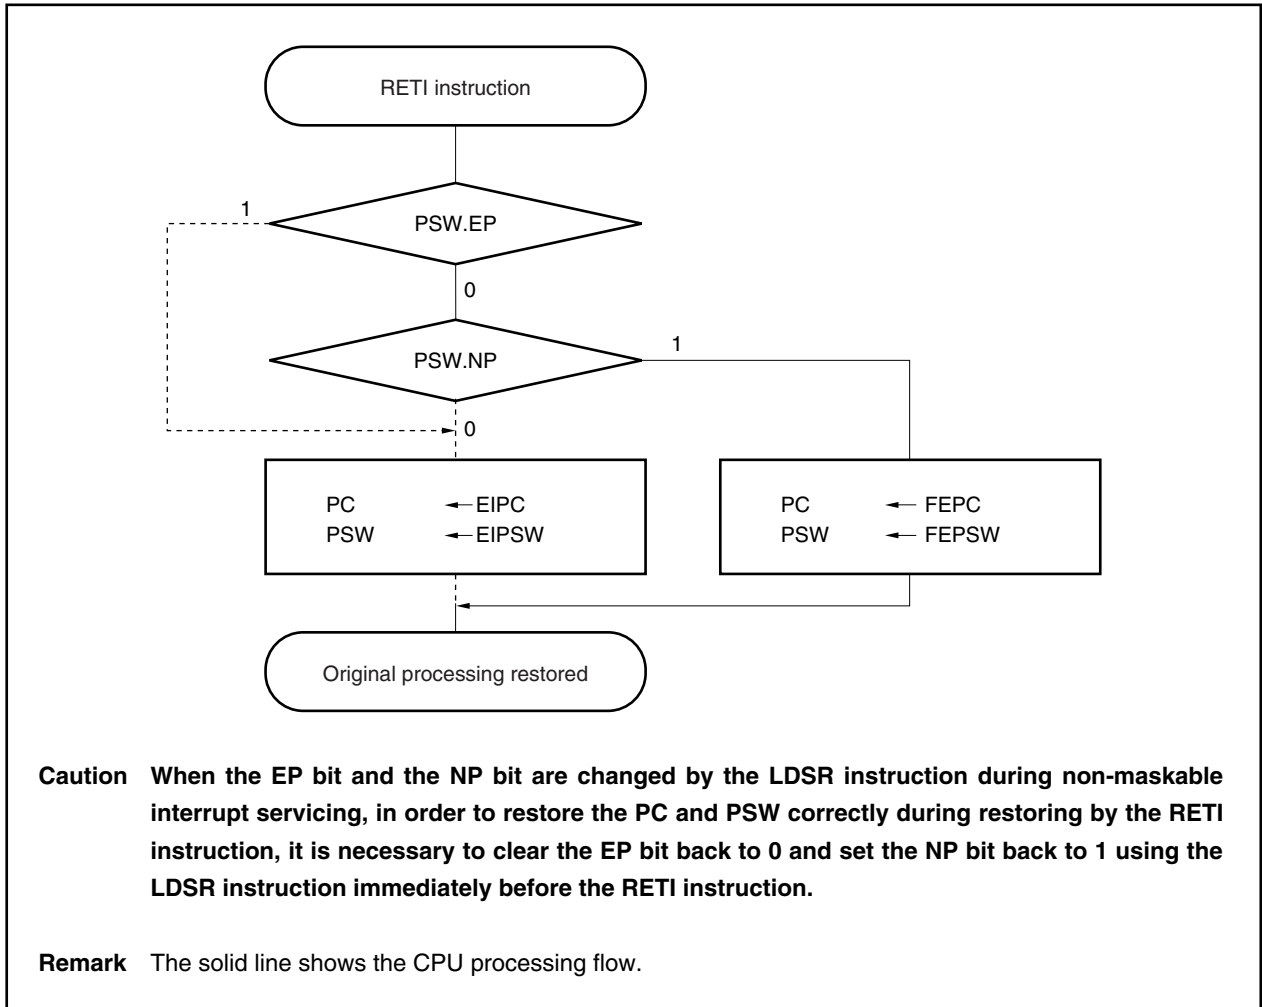 RETI instruction
1
PSW.EP
0
PSW.NP
1
0
PC ← EIPC
PSW ← EIPSW
PC ← FEPC
PSW ← FEPSW
Original processing restored
Caution When the EP bit and the NP bit are changed by the LDSR instruction during non-maskable
interrupt servicing, in order to restore the PC and PSW correctly during restoring by the RETI
instruction, it is necessary to clear the EP bit back to 0 and set the NP bit back to 1 using the
LDSR instruction immediately before the RETI instruction.
Remark The solid line shows the CPU processing flow.